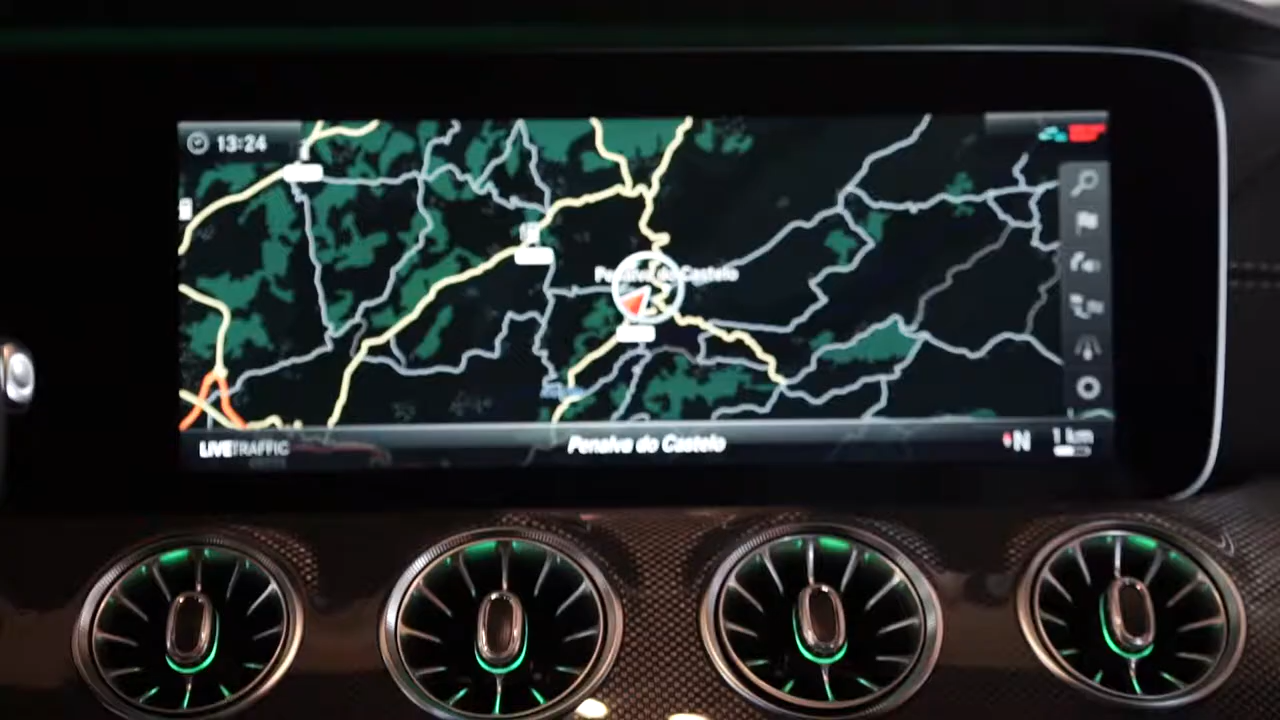 13:24
Penalva do Castelo
LIVETRAFFIC
Penalva do Castelo
N
1 km